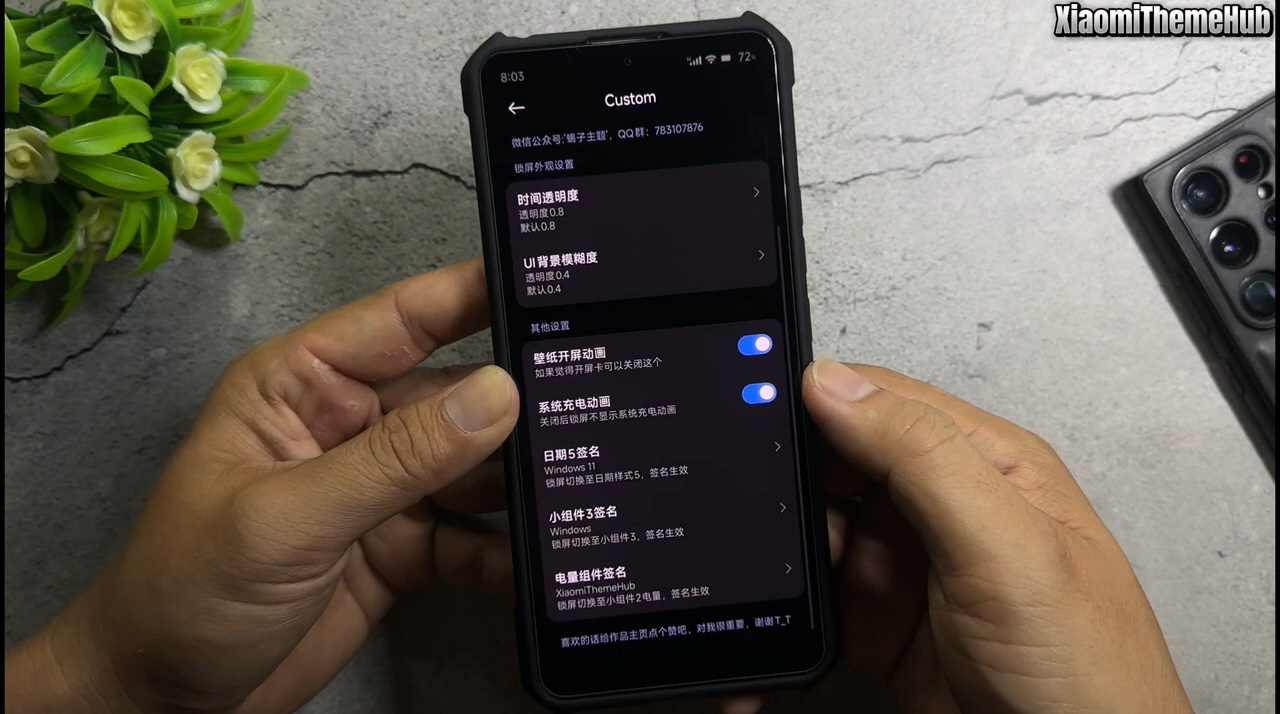 XiaomiThemeHub
8:03
72%
Custom
微信公众号:'蝎子主题', QQ群: 783107876
锁屏外观设置
时间透明度
透明度0.8
默认0.8
UI背景模糊度
透明度0.4
默认0.4
其他设置
壁纸开屏动画
如果觉得开屏卡可以关闭这个
系统充电动画
关闭后锁屏不显示系统充电动画
日期5签名
Windows 11
锁屏切换至日期样式5，签名生效
小组件3签名
Windows
锁屏切换至小组件3，签名生效
电量组件签名
XiaomiThemeHub
锁屏切换至小组件2电量，签名生效
喜欢的话给作品主页点个赞吧，对我很重要，谢谢T_T